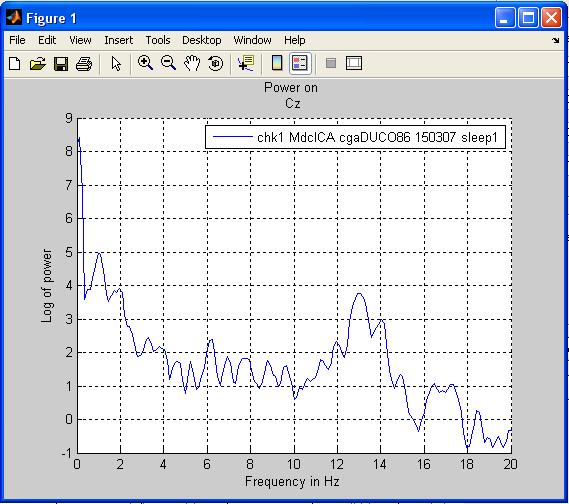 Figure 1
File Edit View Insert Tools Desktop Window Help
Power on
Cz
chk1 MdcICA cgaDUCO86 150307 sleep1
9
8
7
6
5
4
3
2
1
0
-1
Log of power
0 2 4 6 8 10 12 14 16 18 20
Frequency in Hz